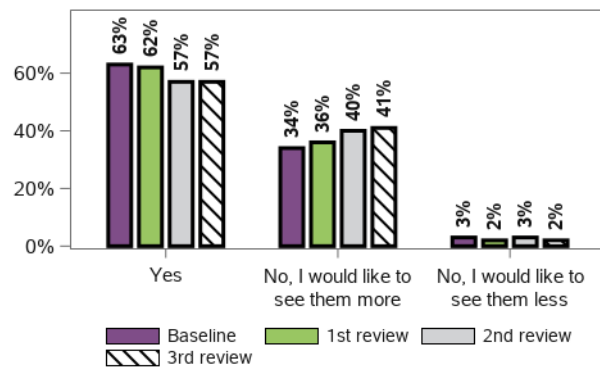 63% 62% 57% 57%
34% 36% 40% 41%
3% 2% 3% 2%
60%
40%
20%
0%
Yes
No, I would like to
see them more
No, I would like to
see them less
Baseline 1st review 2nd review
3rd review